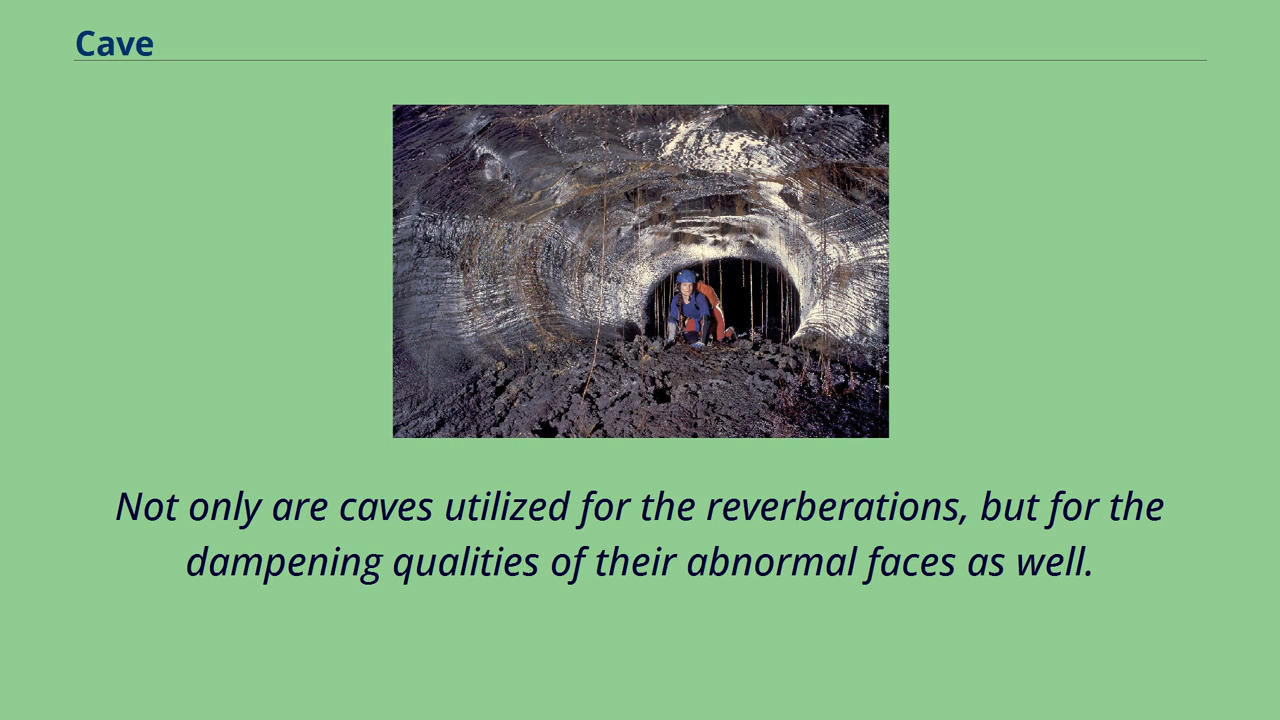 Cave
Not only are caves utilized for the reverberations, but for the
dampening qualities of their abnormal faces as well.